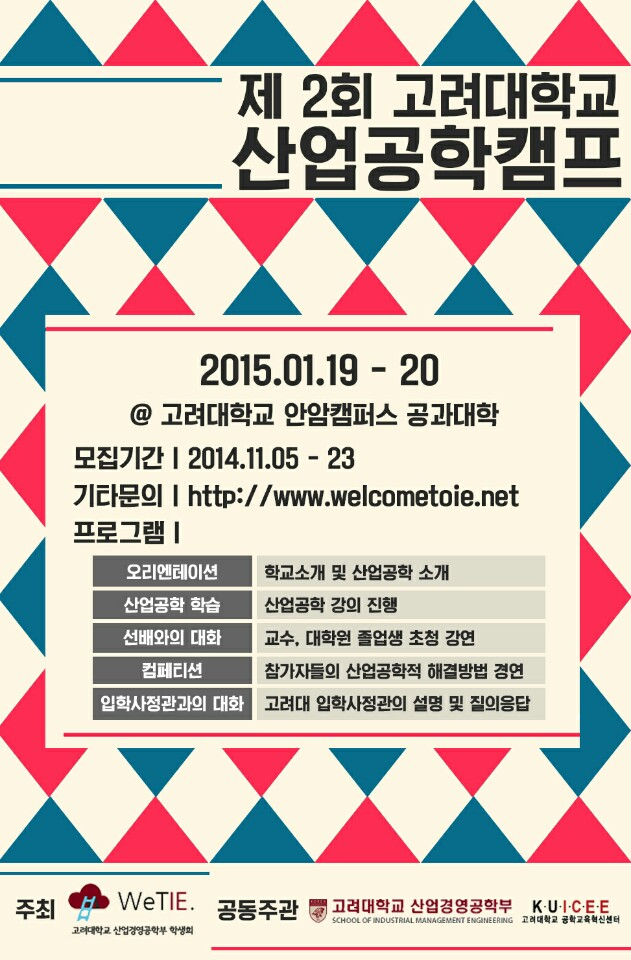 제 2회 고려대학교
산업공학캠프
2015.01.19 - 20
@ 고려대학교 안암캠퍼스 공과대학
모집기간 | 2014.11.05 - 23
기타문의 | http://www.welcometoie.net
프로그램 |
오리엔테이션 학교소개 및 산업공학 소개
산업공학 학습 산업공학 강의 진행
선배와의 대화 교수, 대학원 졸업생 초청 강연
컴페티션 참가자들의 산업공학적 해결방법 경연
입학사정관과의 대화 고려대 입학사정관의 설명 및 질의응답
주최 WeTIE.
고려대학교 산업경영공학부 학생회
공동주관 고려대학교 산업경영공학부
SCHOOL OF INDUSTRIAL MANAGEMENT ENGINEERING
K·U·I·C·E·E
고려대학교 공학교육혁신센터